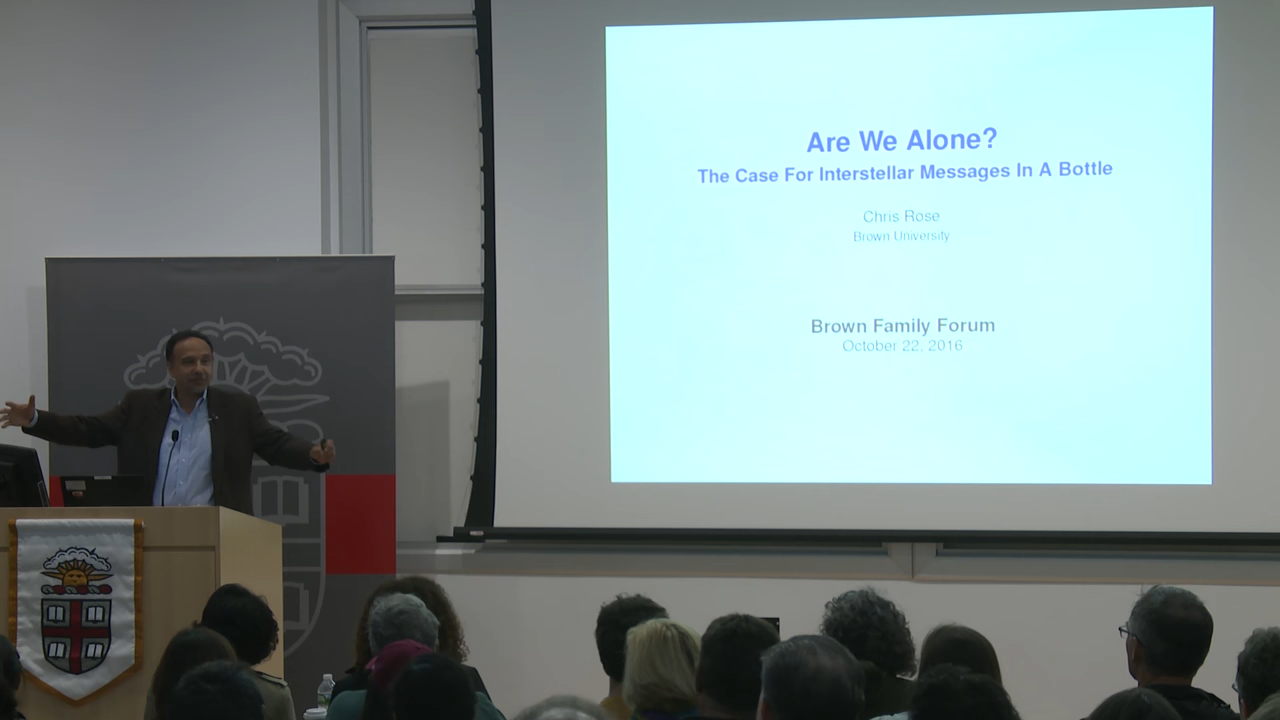 Are We Alone?
The Case For Interstellar Messages In A Bottle
Chris Rose
Brown University
Brown Family Forum
October 22, 2016